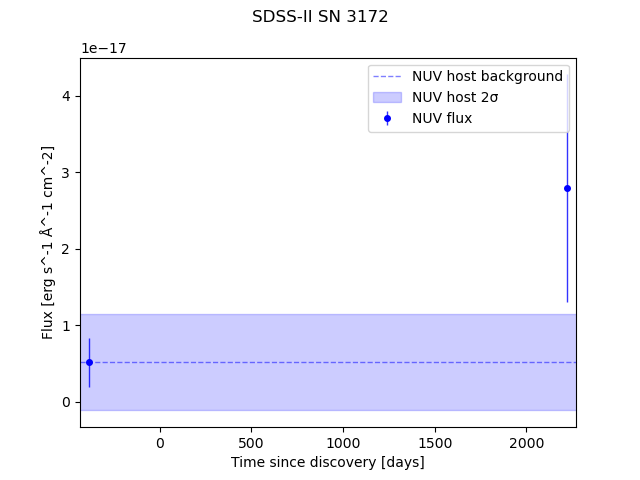 SDSS-II SN 3172
1e−17
NUV host background
NUV host 2σ
NUV flux
4
3
2
1
0
Flux [erg s^-1 Å^-1 cm^-2]
0
500
1000
1500
2000
Time since discovery [days]